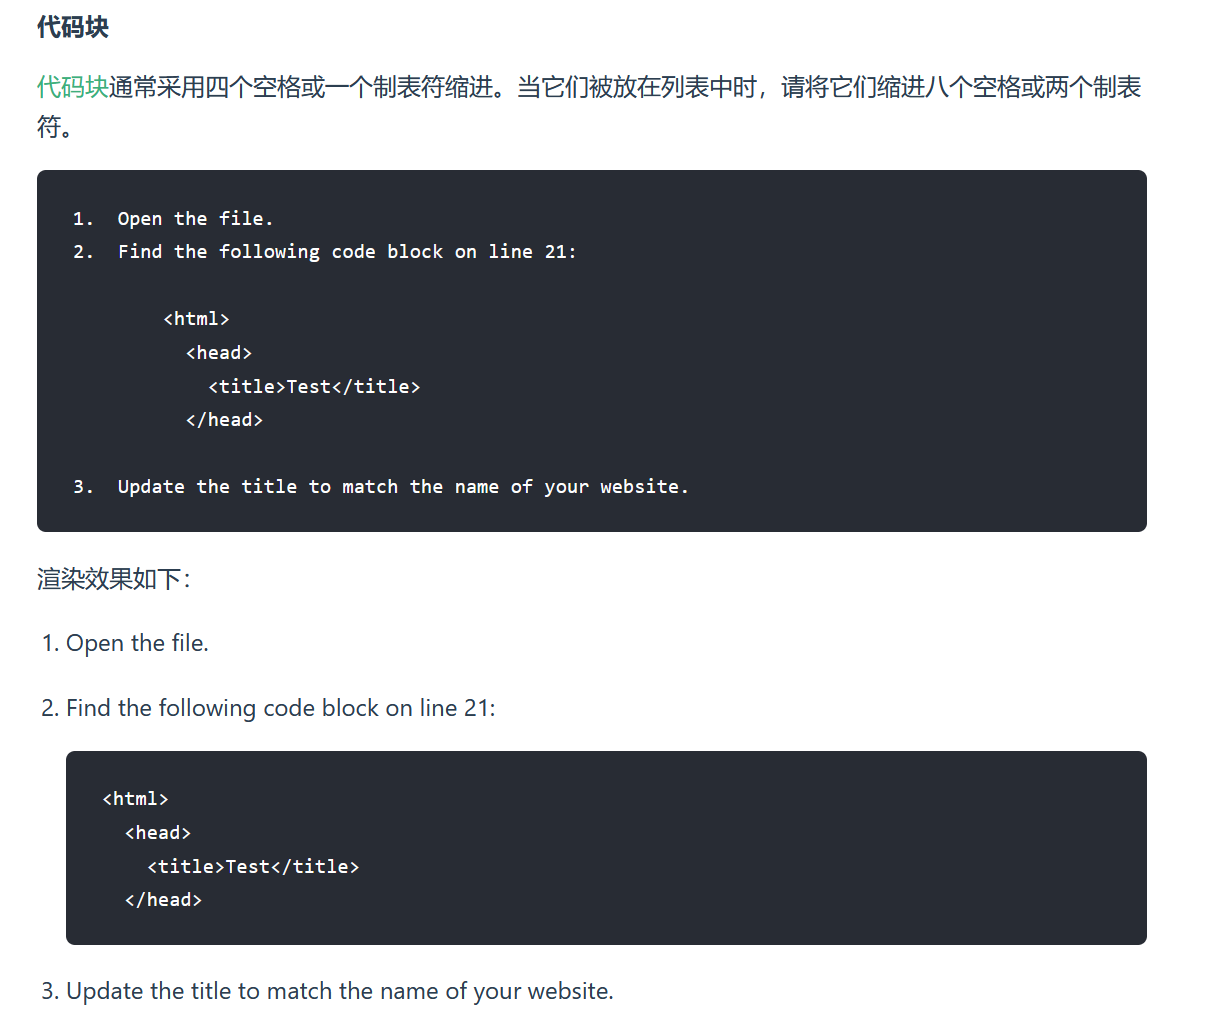 代码块
代码块通常采用四个空格或一个制表符缩进。当它们被放在列表中时，请将它们缩进八个空格或两个制表
符。
1.  Open the file.
2.  Find the following code block on line 21:
        <html>
          <head>
            <title>Test</title>
          </head>
3.  Update the title to match the name of your website.
渲染效果如下：
1. Open the file.
2. Find the following code block on line 21:
<html>
  <head>
    <title>Test</title>
  </head>
3. Update the title to match the name of your website.